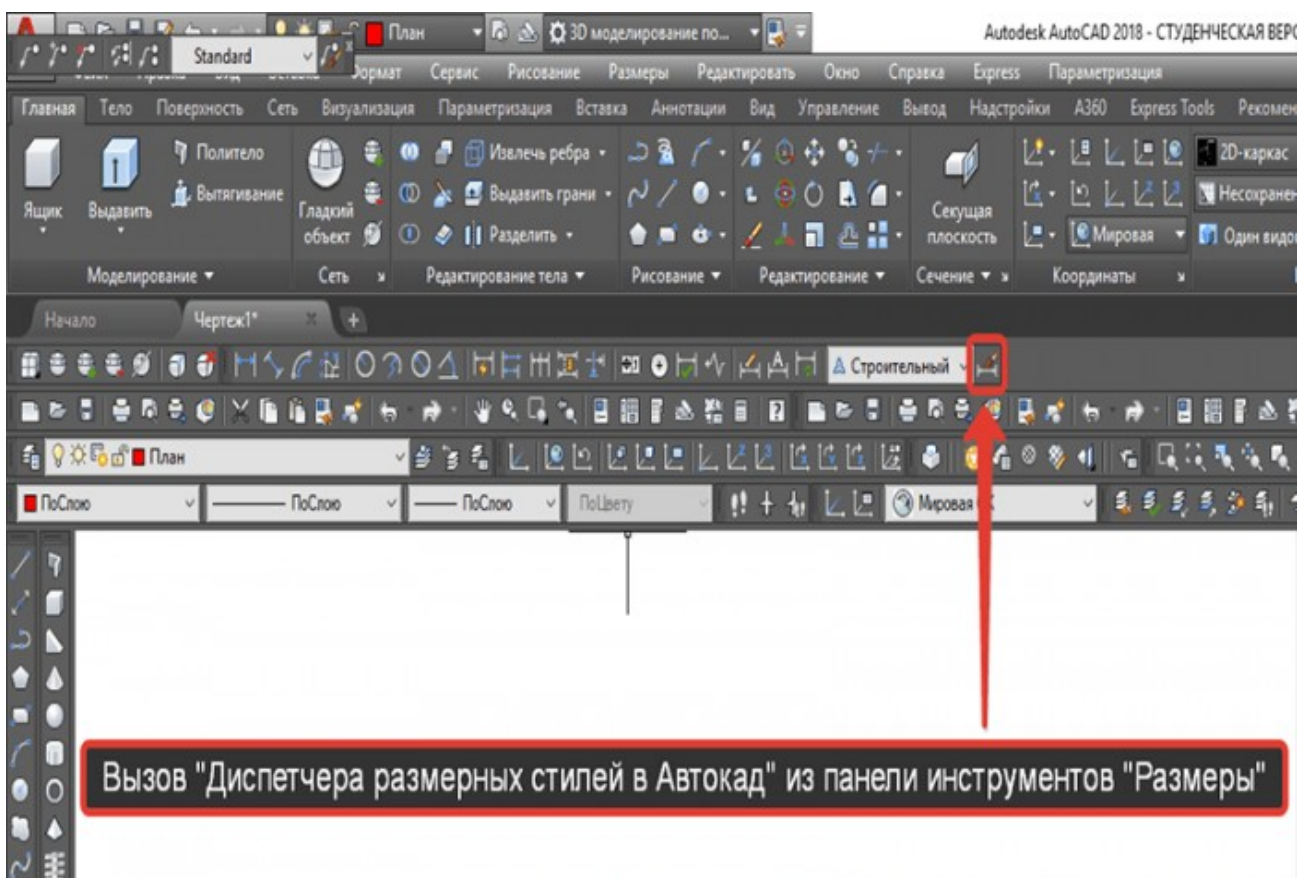 План 3D моделирование по... Autodesk AutoCAD 2018 - СТУДЕНЧЕСКАЯ ВЕРС
Standard
Формат Сервис Рисование Размеры Редактировать Окно Справка Express Параметризация
Главная Тело Поверхность Сеть Визуализация Параметризация Вставка Аннотации Вид Управление Вывод Надстройки A360 Express Tools Рекомен
Политело Извлечь ребра 2D-каркас
Вытягивание Выдавить грани Несохранен
Ящик Выдавить Гладкий Секущая
объект Разделить плоскость Мировая Один видо
Моделирование Сеть Редактирование тела Рисование Редактирование Сечение Координаты
Начало Чертеж1* +
Строительный
План
ПоСлою ПоСлою ПоСлою ПоЦвету Мировая
Вызов "Диспетчера размерных стилей в Автокад" из панели инструментов "Размеры"